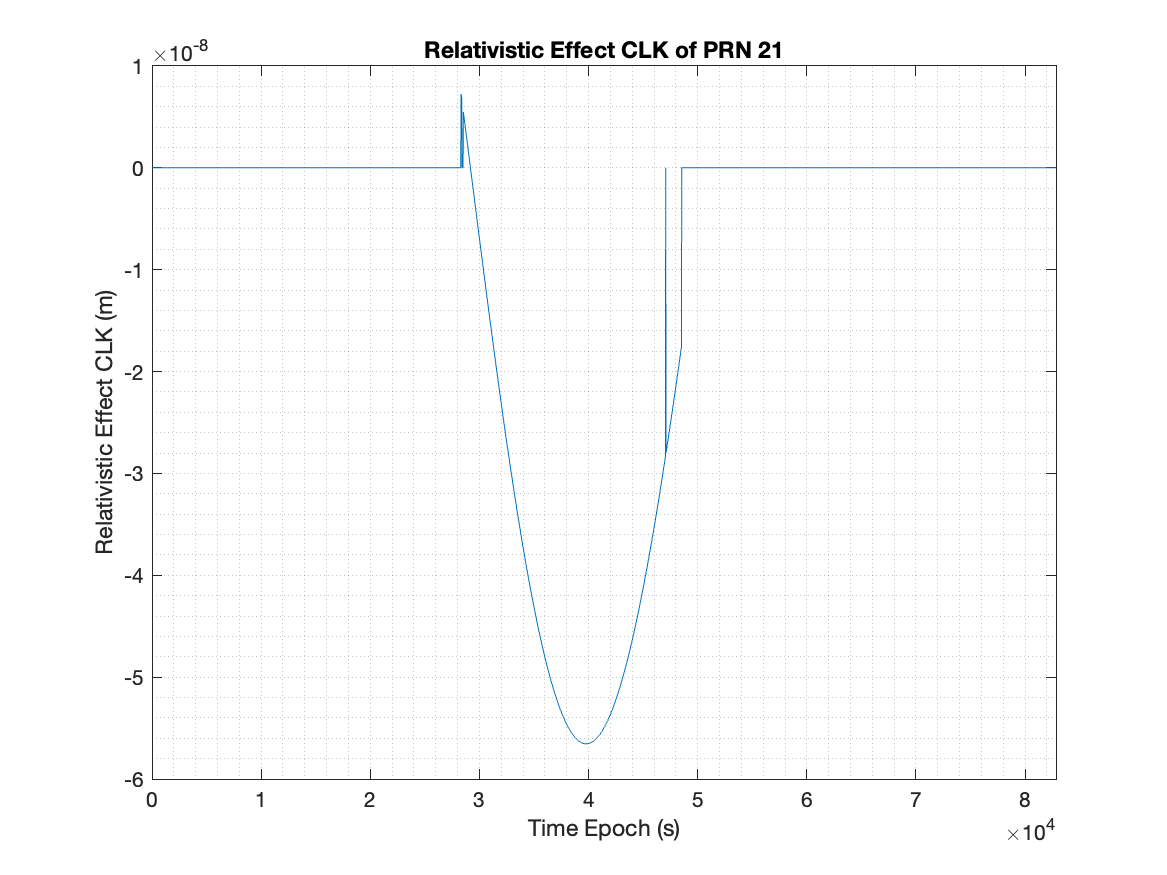 Relativistic Effect CLK of PRN 21
×10-8
1
0
-1
-2
-3
-4
-5
-6
Relativistic Effect CLK (m)
0 1 2 3 4 5 6 7 8
Time Epoch (s)
×104